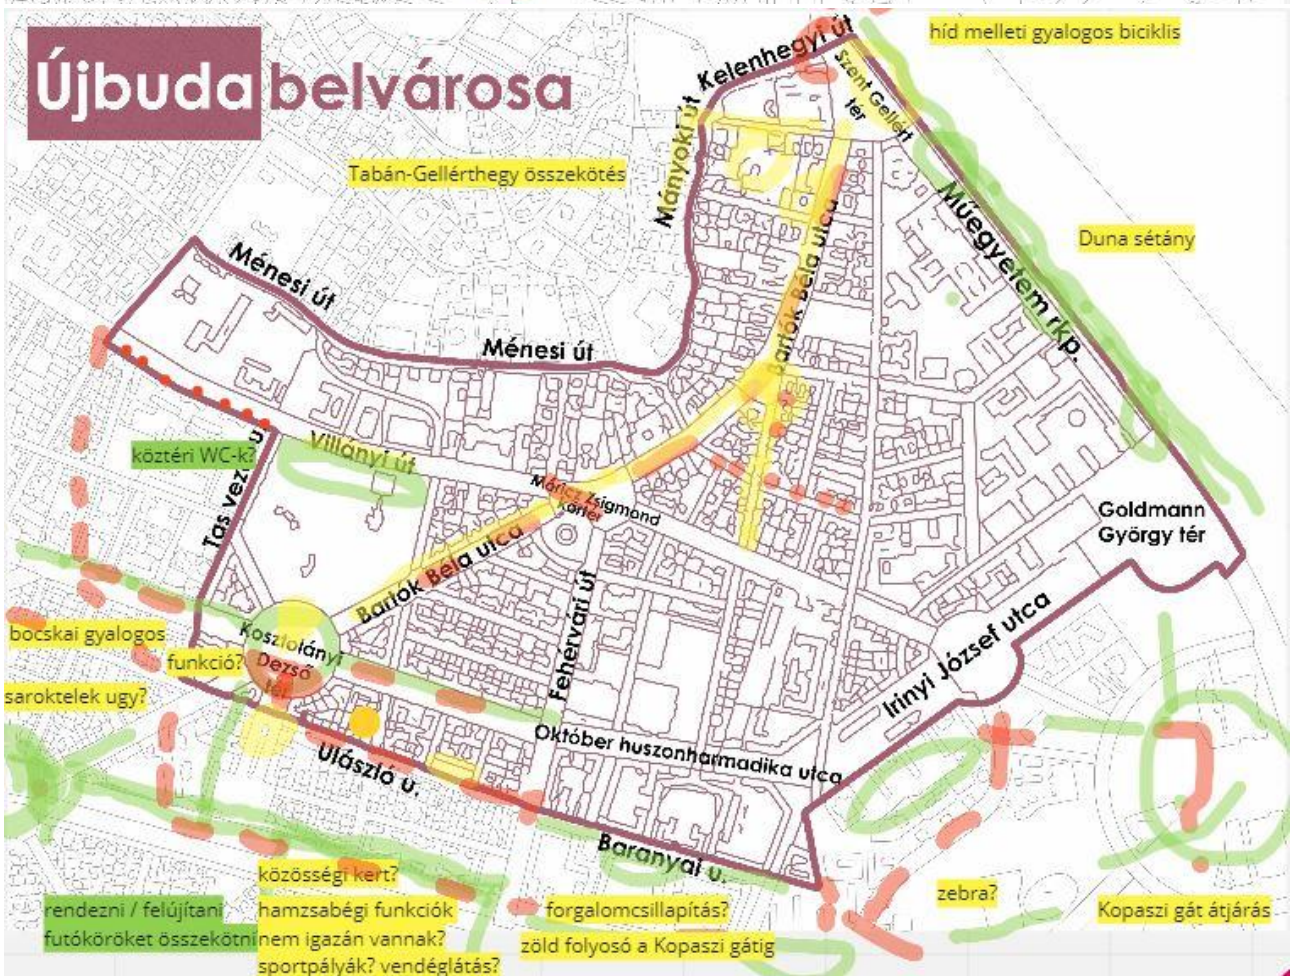 Újbuda belvárosa
híd melleti gyalogos biciklis
Kelenhegyi út
Szent Gellért
tér
Mányoki út
Tabán-Gellérthegy összekötés
Műegyetem rkp.
Duna sétány
Bartók Béla utca
Ménesi út
Ménesi út
köztéri WC-k?
Villányi út
Tas vezér u.
Móricz Zsigmond
körtér
Goldmann
György tér
Bartók Béla utca
Fehérvári út
Irinyi József utca
bocskai gyalogos
funkció?
saroktelek ugy?
Kosztolányi
Dezső
tér
Október huszonharmadika utca
Ulászló u.
Baranyai u.
közösségi kert?
hamzsabégi funkciók
nem igazán vannak?
sportpályák? vendéglátás?
rendezni / felújítani
futóköröket összekötni
forgalomcsillapítás?
zöld folyosó a Kopaszi gátig
zebra?
Kopaszi gát átjárás